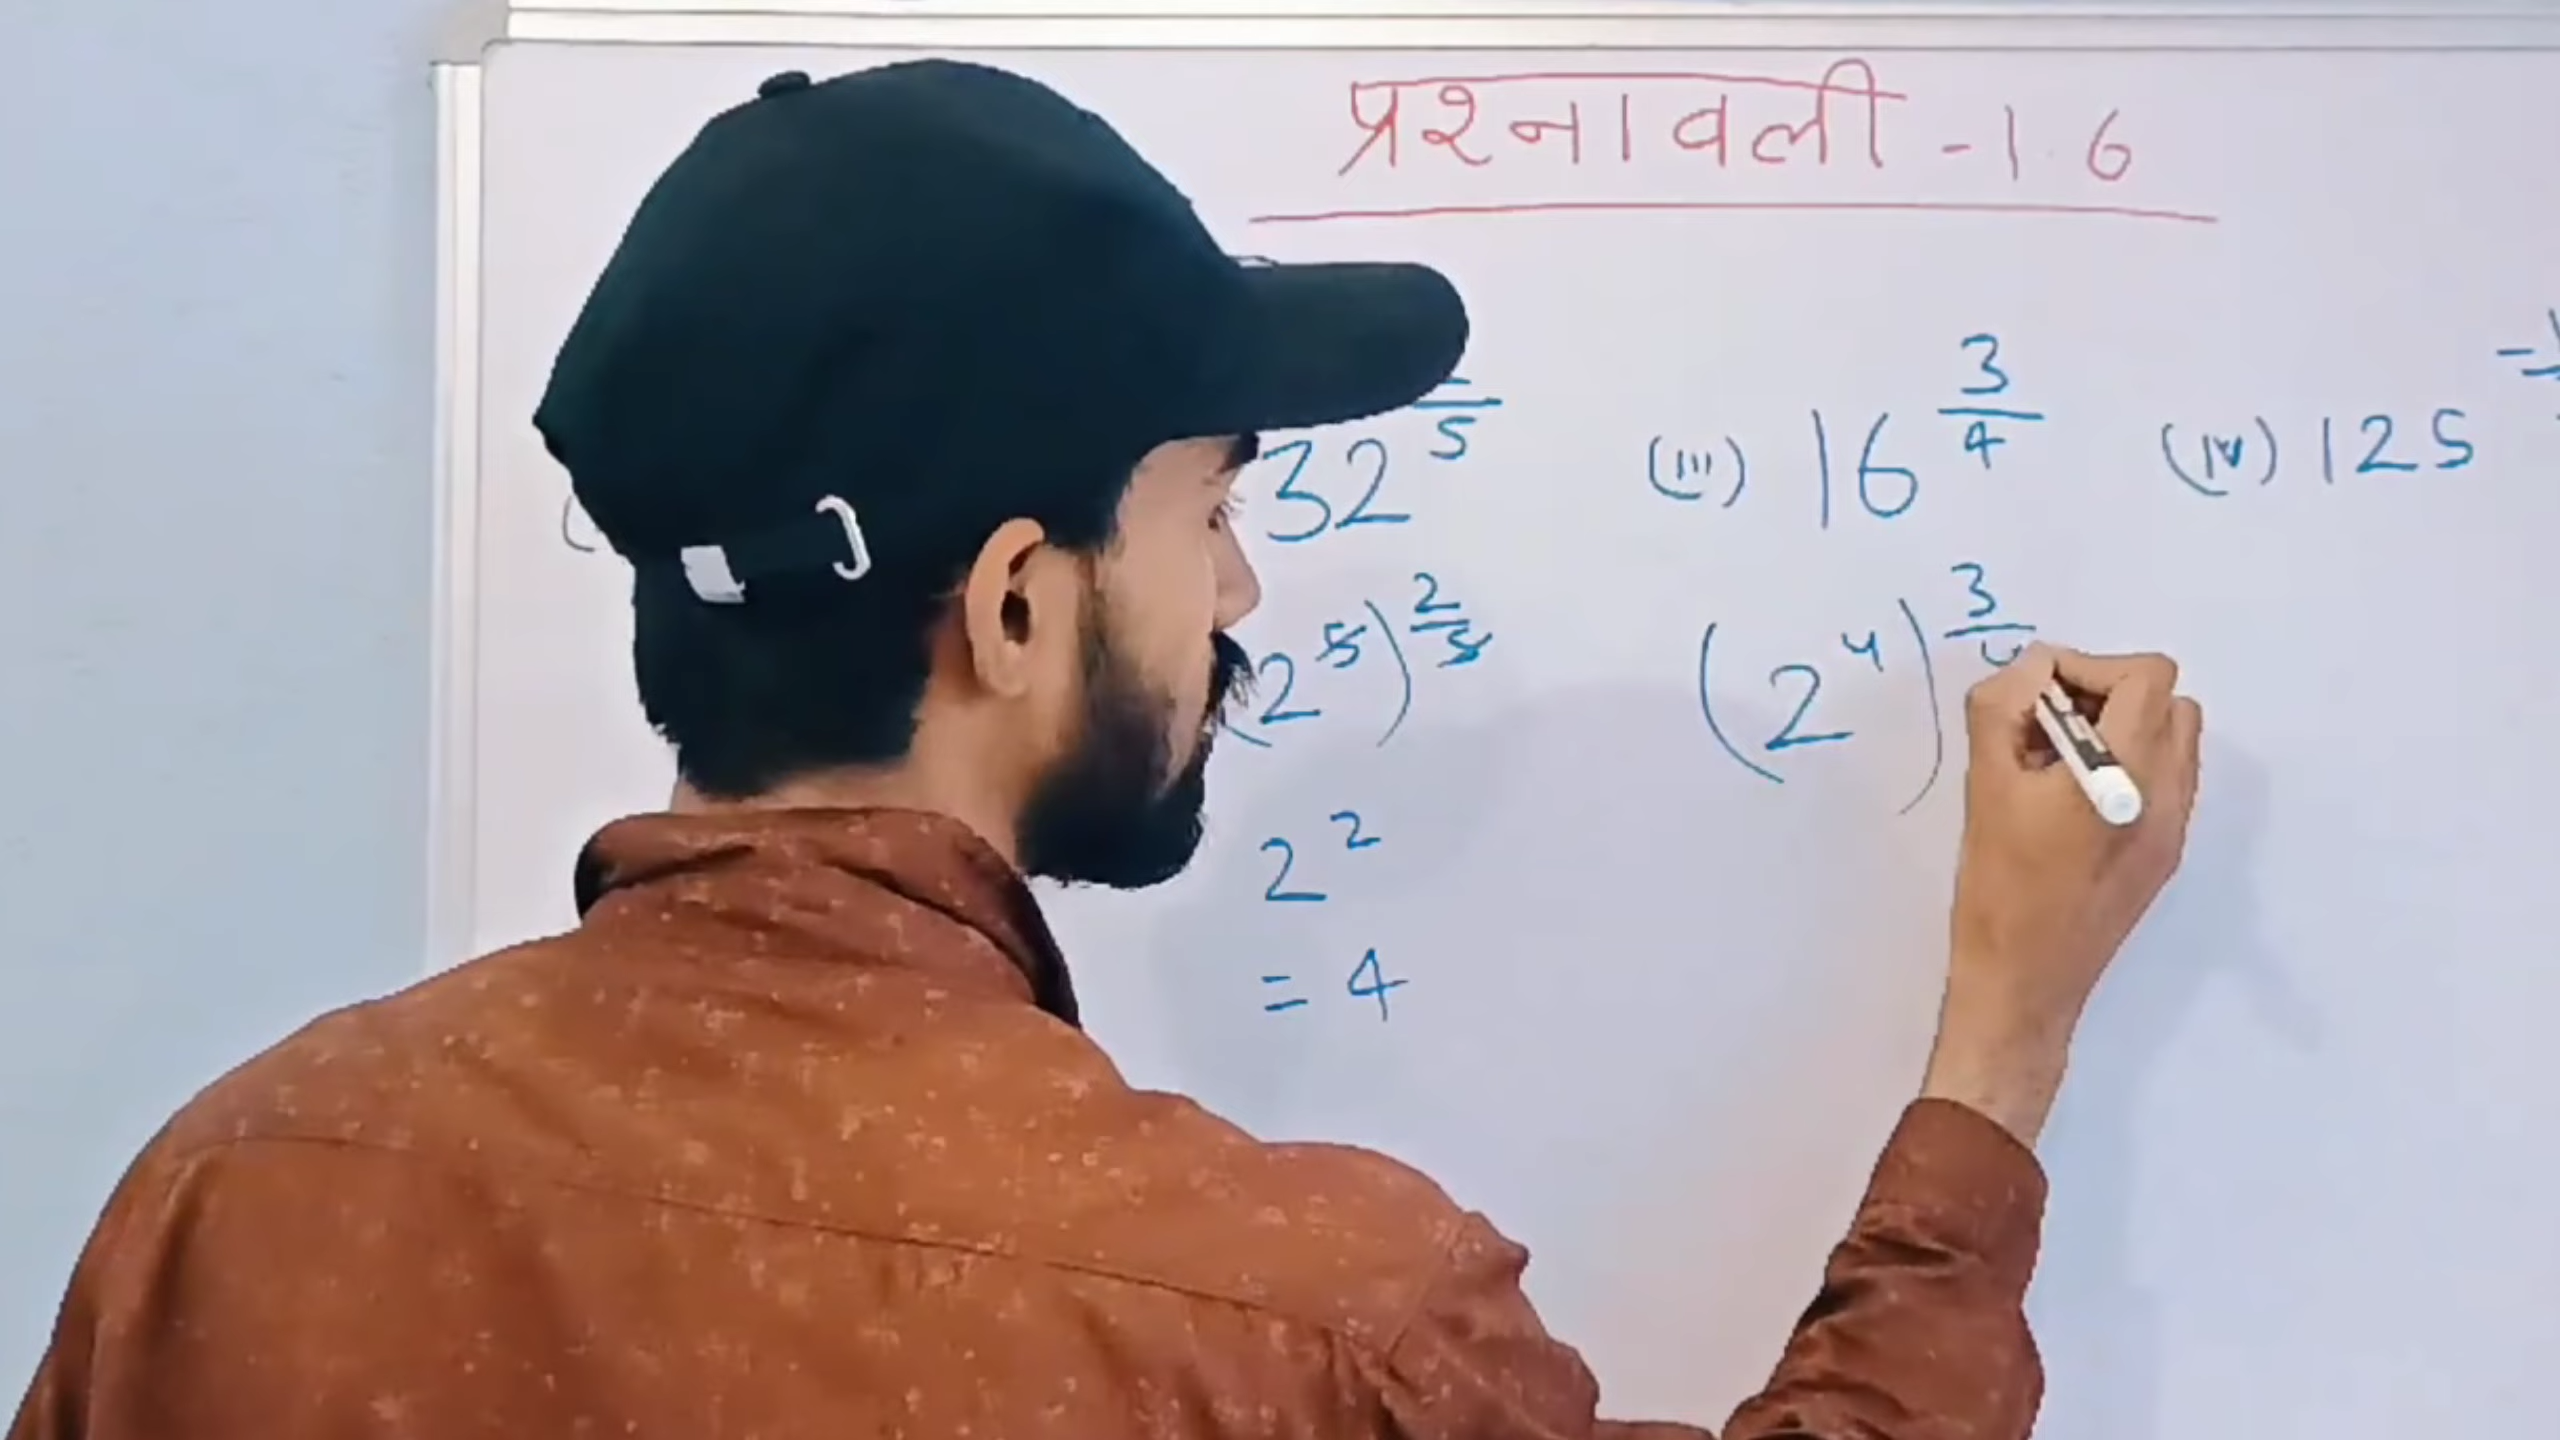 प्रश्नावली - 1.6
32^(2/5) (iii) 16^(3/4) (iv) 125
(2^5)^(2/5) (2^4)^(3/4)
2^2
= 4